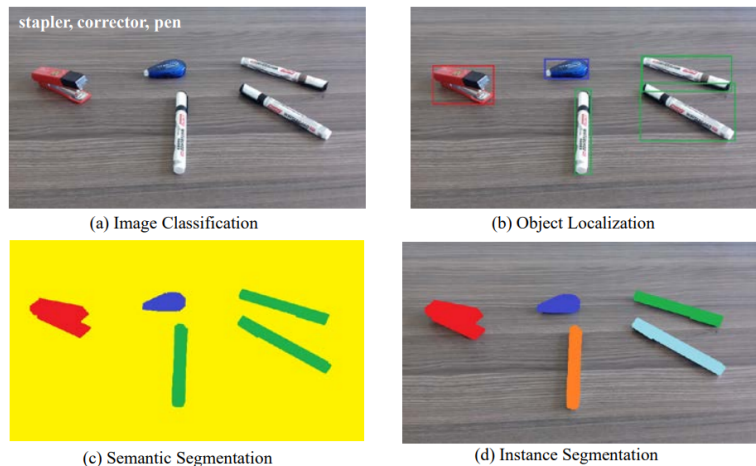 stapler, corrector, pen
(a) Image Classification
(b) Object Localization
(c) Semantic Segmentation
(d) Instance Segmentation